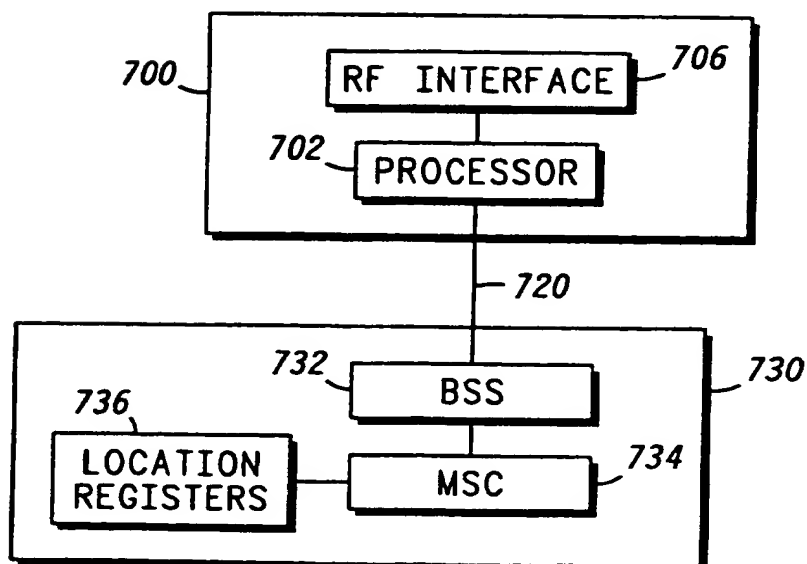 700
RF INTERFACE
706
702
PROCESSOR
720
732
BSS
730
736
LOCATION
REGISTERS
MSC
734